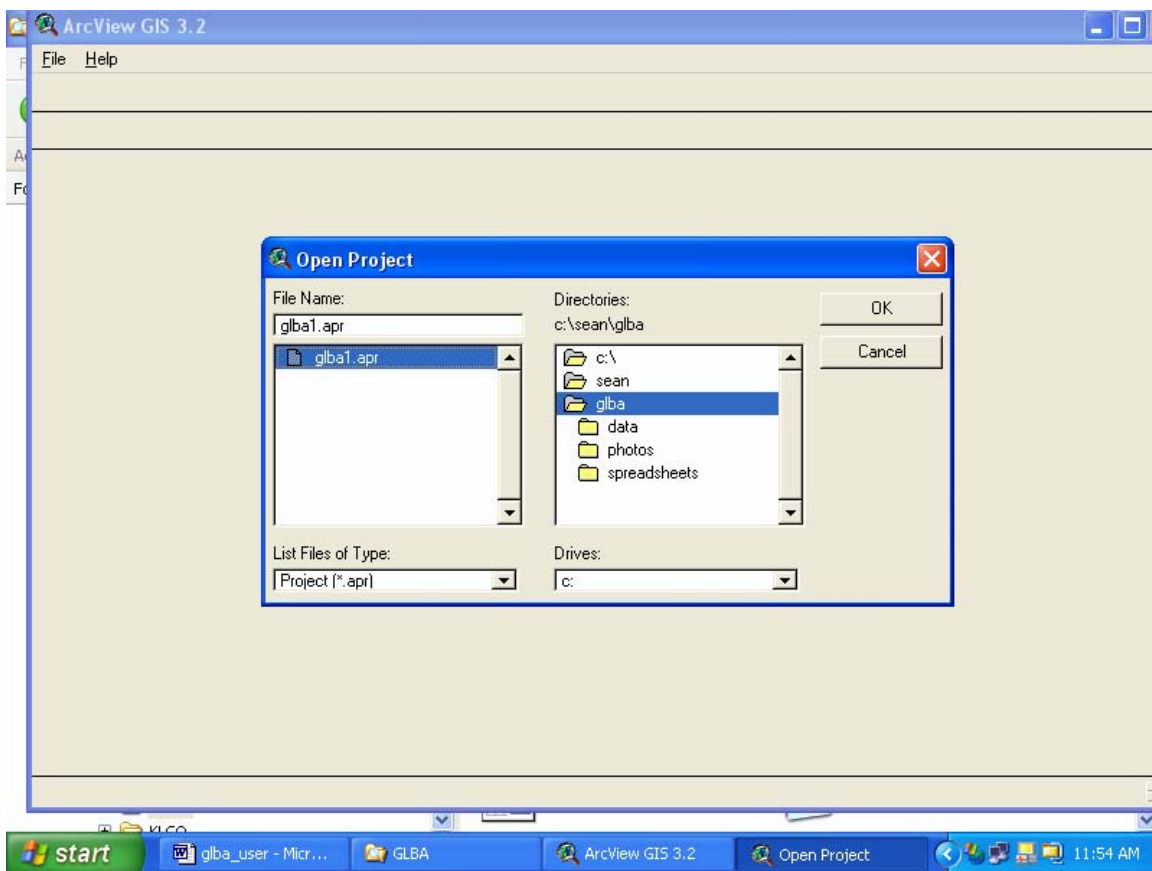 ArcView GIS 3.2
File Help
Open Project
File Name:
glba1.apr
glba1.apr
Directories:
c:\sean\glba
c:\
sean
glba
data
photos
spreadsheets
OK
Cancel
List Files of Type:
Project (*.apr)
Drives:
c:
start
glba_user - Micr...
GLBA
ArcView GIS 3.2
Open Project
11:54 AM